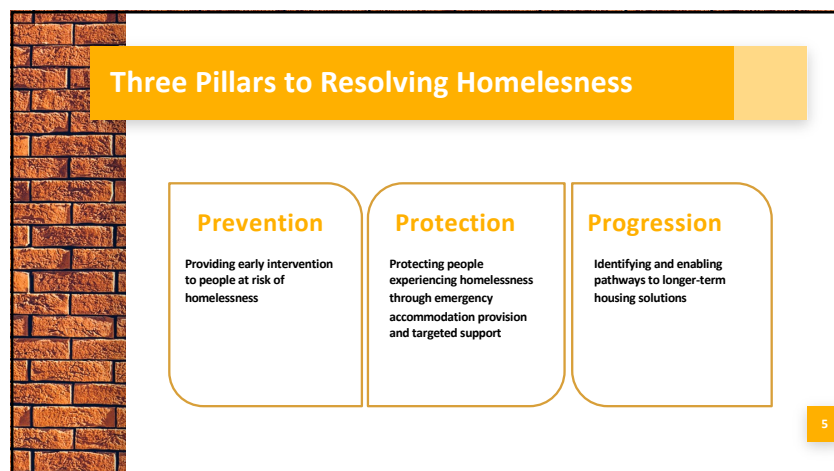 Three Pillars to Resolving Homelesness
Prevention
Providing early intervention
to people at risk of
homelessness
Protection
Protecting people
experiencing homelessness
through emergency
accommodation provision
and targeted support
Progression
Identifying and enabling
pathways to longer-term
housing solutions
5